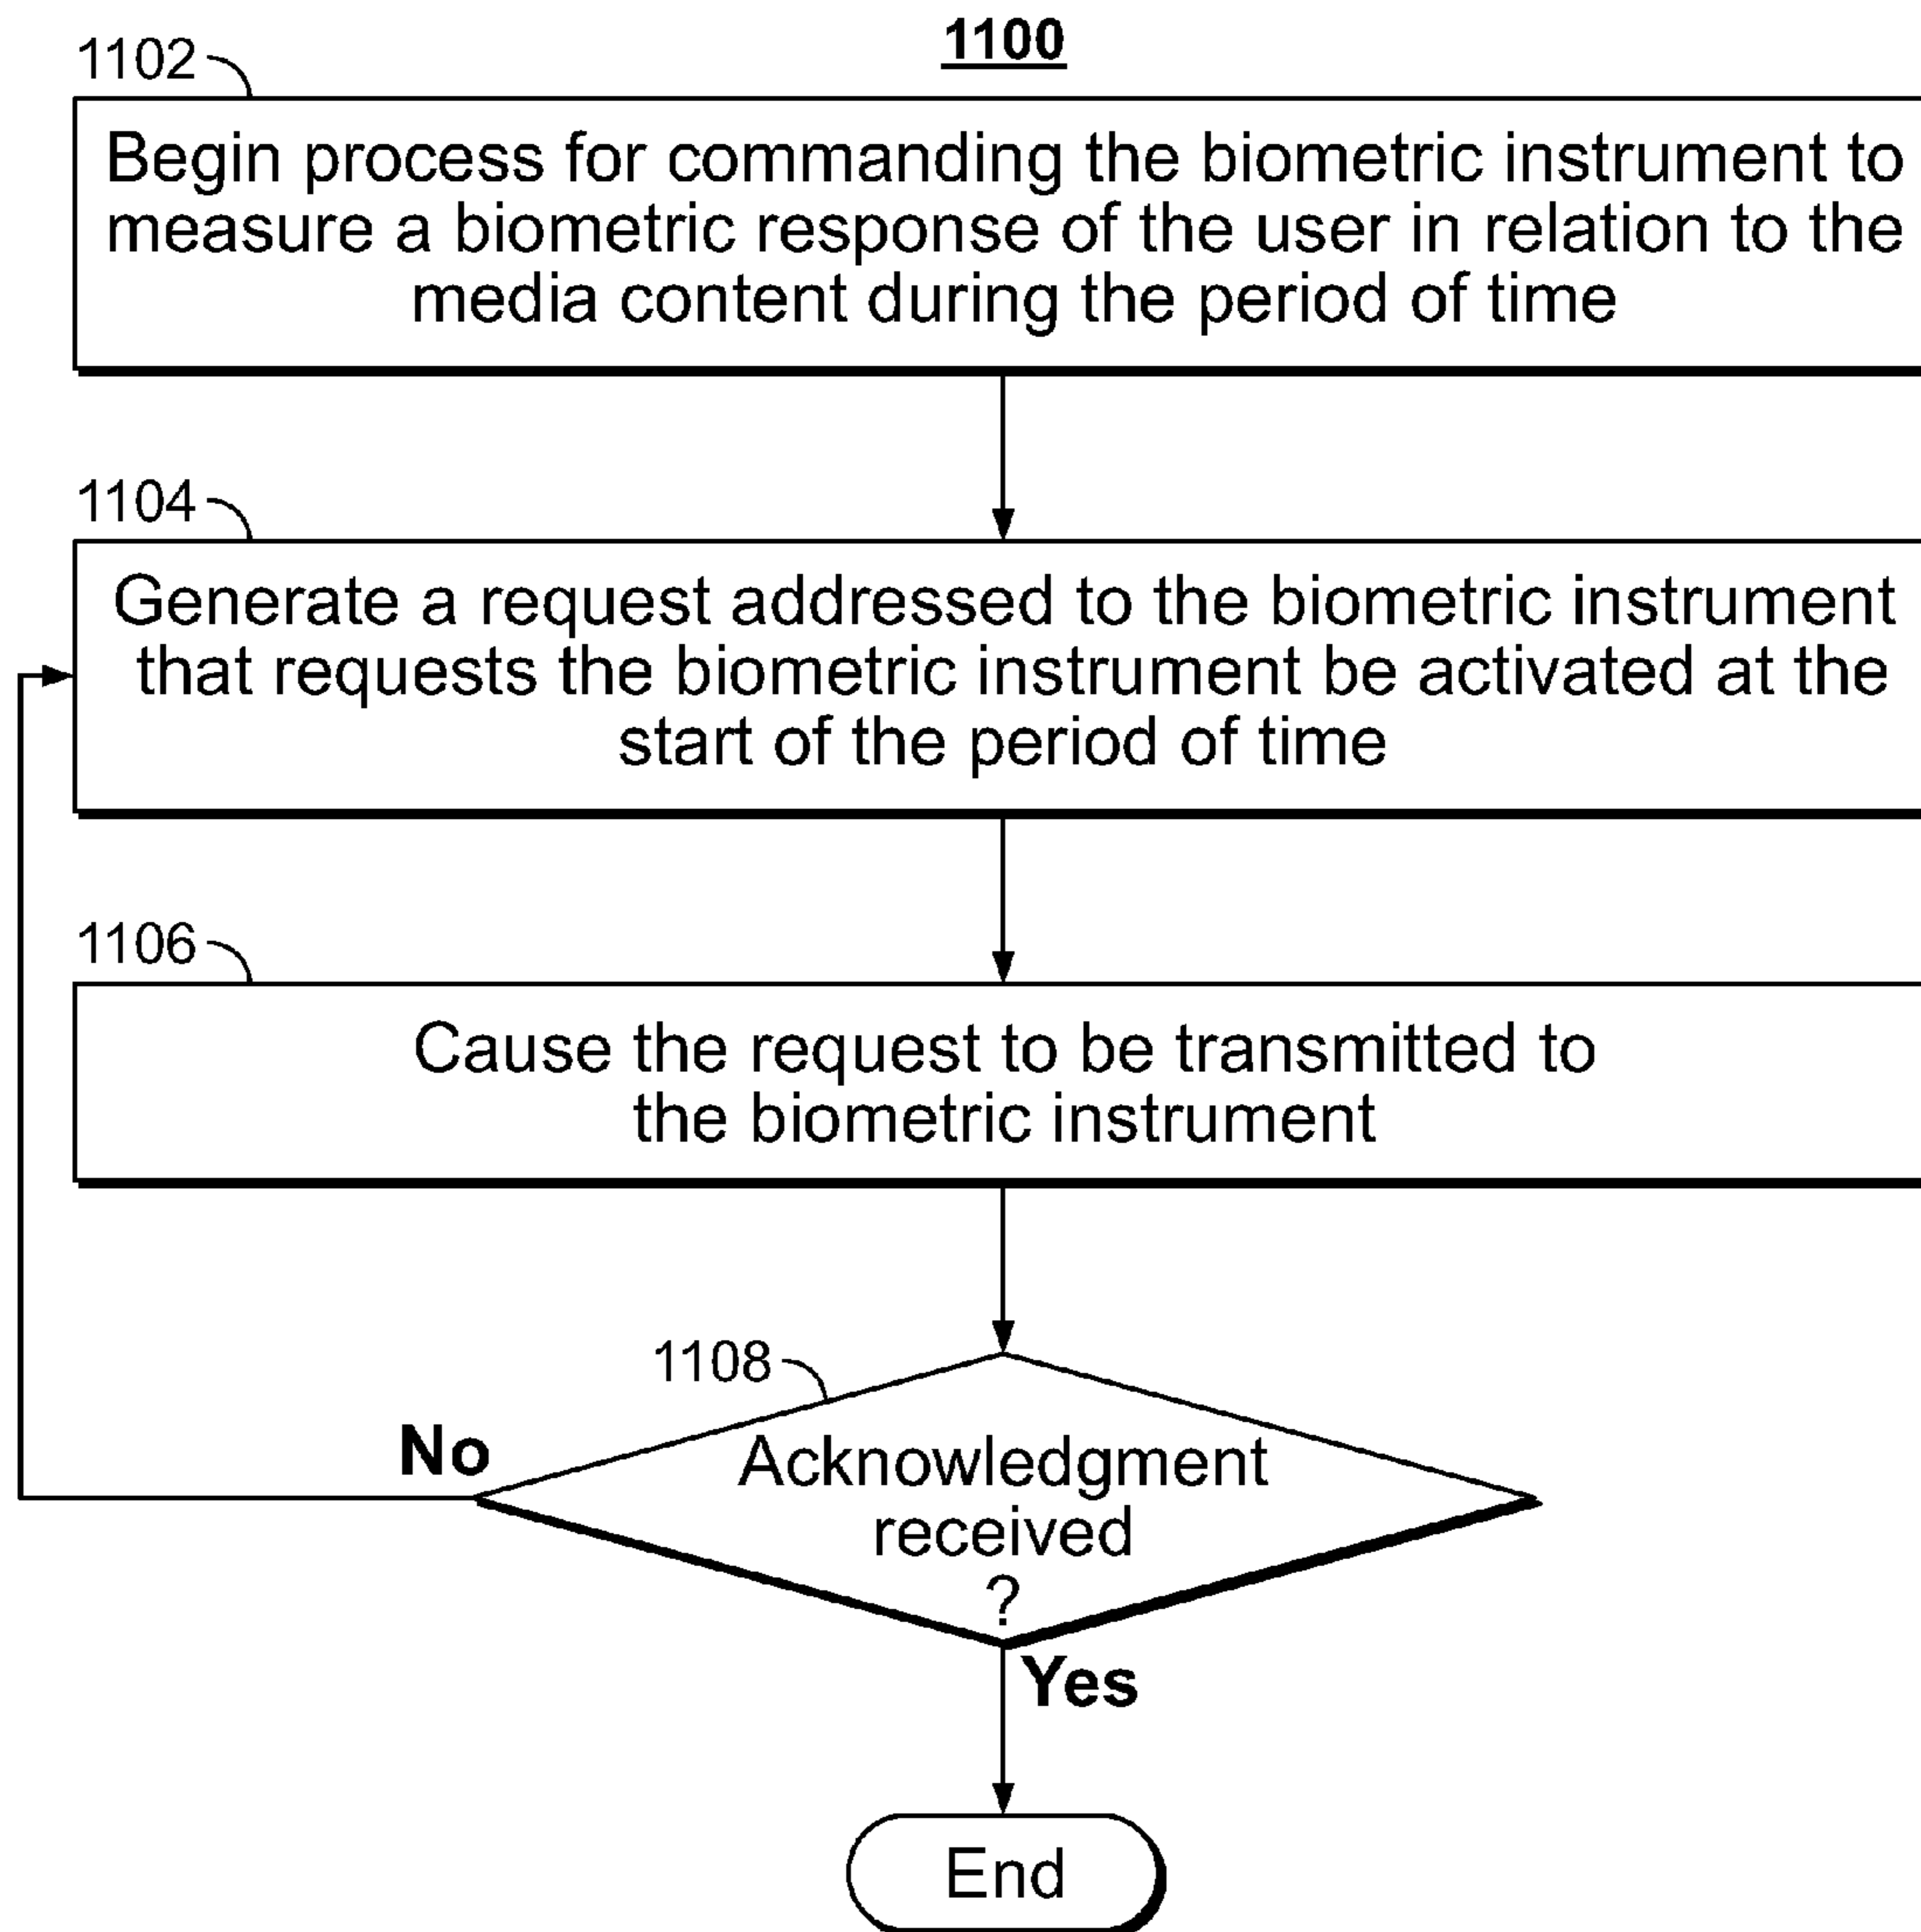 1100
1102
Begin process for commanding the biometric instrument to
measure a biometric response of the user in relation to the
media content during the period of time
1104
Generate a request addressed to the biometric instrument
that requests the biometric instrument be activated at the
start of the period of time
1106
Cause the request to be transmitted to
the biometric instrument
1108
Acknowledgment
received
?
No
Yes
End